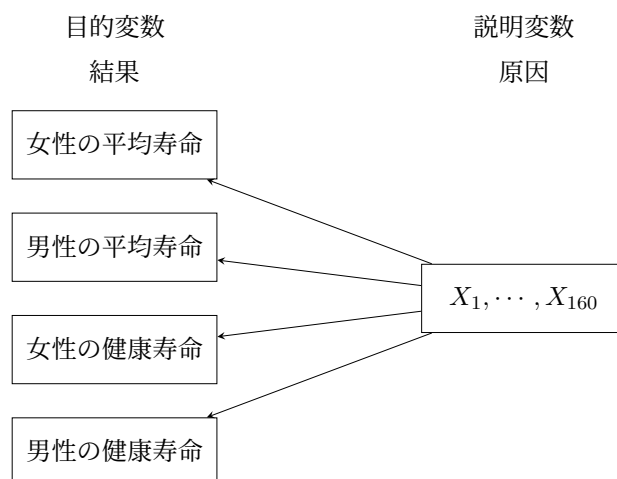 目的変数
結果
説明変数
原因
女性の平均寿命
男性の平均寿命
女性の健康寿命
男性の健康寿命
X₁, ⋯ , X₁₆₀